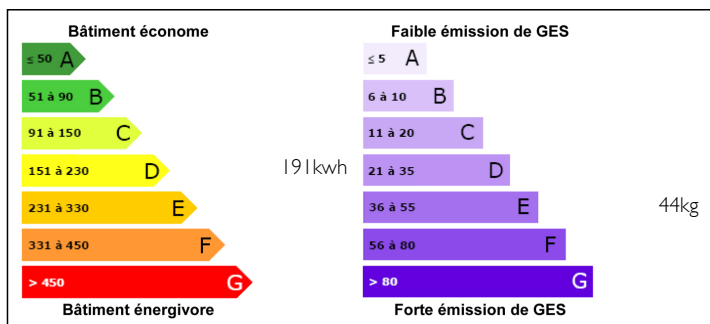 Bâtiment économe
≤ 50 A
51 à 90 B
91 à 150 C
151 à 230 D
231 à 330 E
331 à 450 F
> 450 G
Bâtiment énergivore
191kwh
Faible émission de GES
≤ 5 A
6 à 10 B
11 à 20 C
21 à 35 D
36 à 55 E
56 à 80 F
> 80 G
Forte émission de GES
44kg